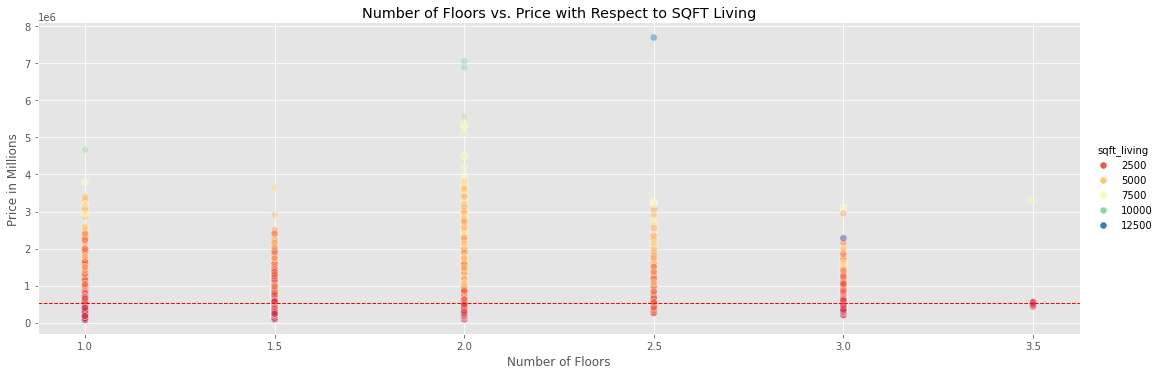 Number of Floors vs. Price with Respect to SQFT Living
1e6
8
7
6
5
4
3
2
1
0
Price in Millions
1.0 1.5 2.0 2.5 3.0 3.5
Number of Floors
sqft_living
2500
5000
7500
10000
12500